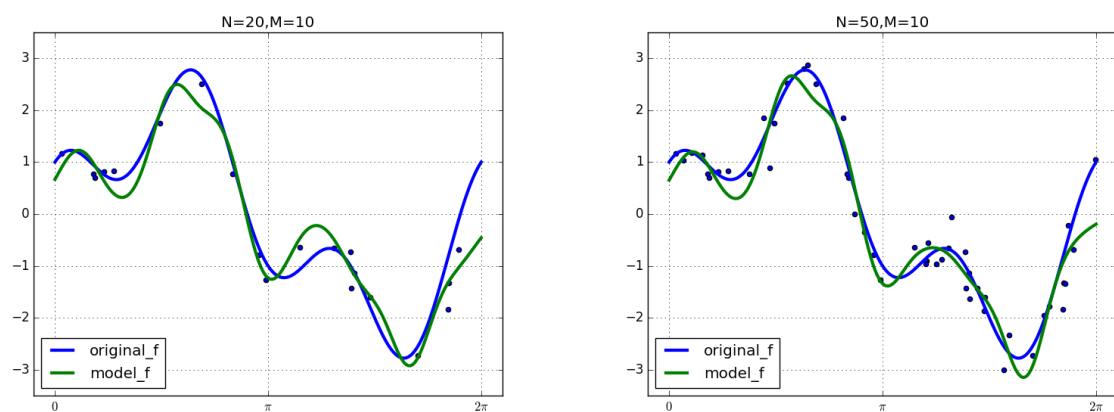 N=20,M=10
3
2
1
0
−1
−2
−3
original_f
model_f
0 π 2π
N=50,M=10
3
2
1
0
−1
−2
−3
original_f
model_f
0 π 2π